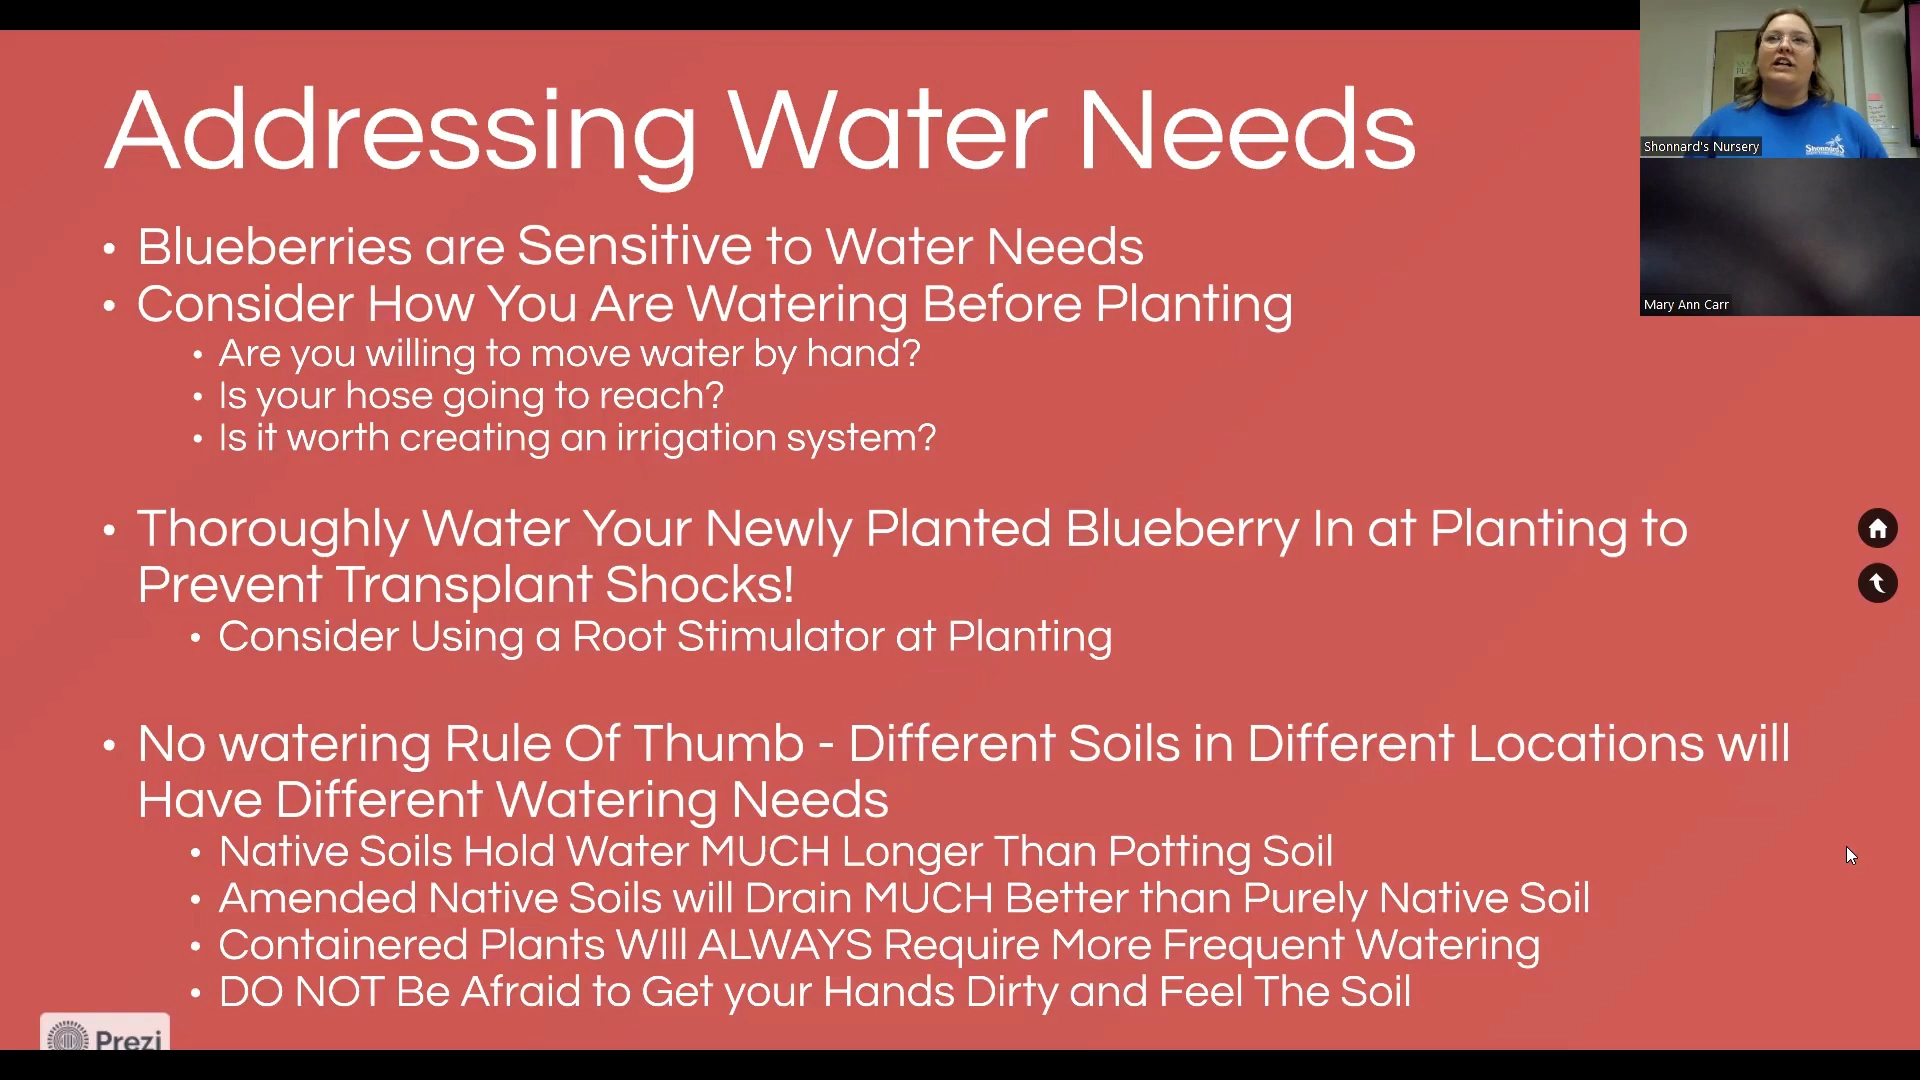 Addressing Water Needs
• Blueberries are Sensitive to Water Needs
• Consider How You Are Watering Before Planting
• Are you willing to move water by hand?
• Is your hose going to reach?
• Is it worth creating an irrigation system?
• Thoroughly Water Your Newly Planted Blueberry In at Planting to
Prevent Transplant Shocks!
• Consider Using a Root Stimulator at Planting
• No watering Rule Of Thumb - Different Soils in Different Locations will
Have Different Watering Needs
• Native Soils Hold Water MUCH Longer Than Potting Soil
• Amended Native Soils will Drain MUCH Better than Purely Native Soil
• Containered Plants WIll ALWAYS Require More Frequent Watering
• DO NOT Be Afraid to Get your Hands Dirty and Feel The Soil
Prezi
Shonnard's
Shonnard's Nursery
Mary Ann Carr